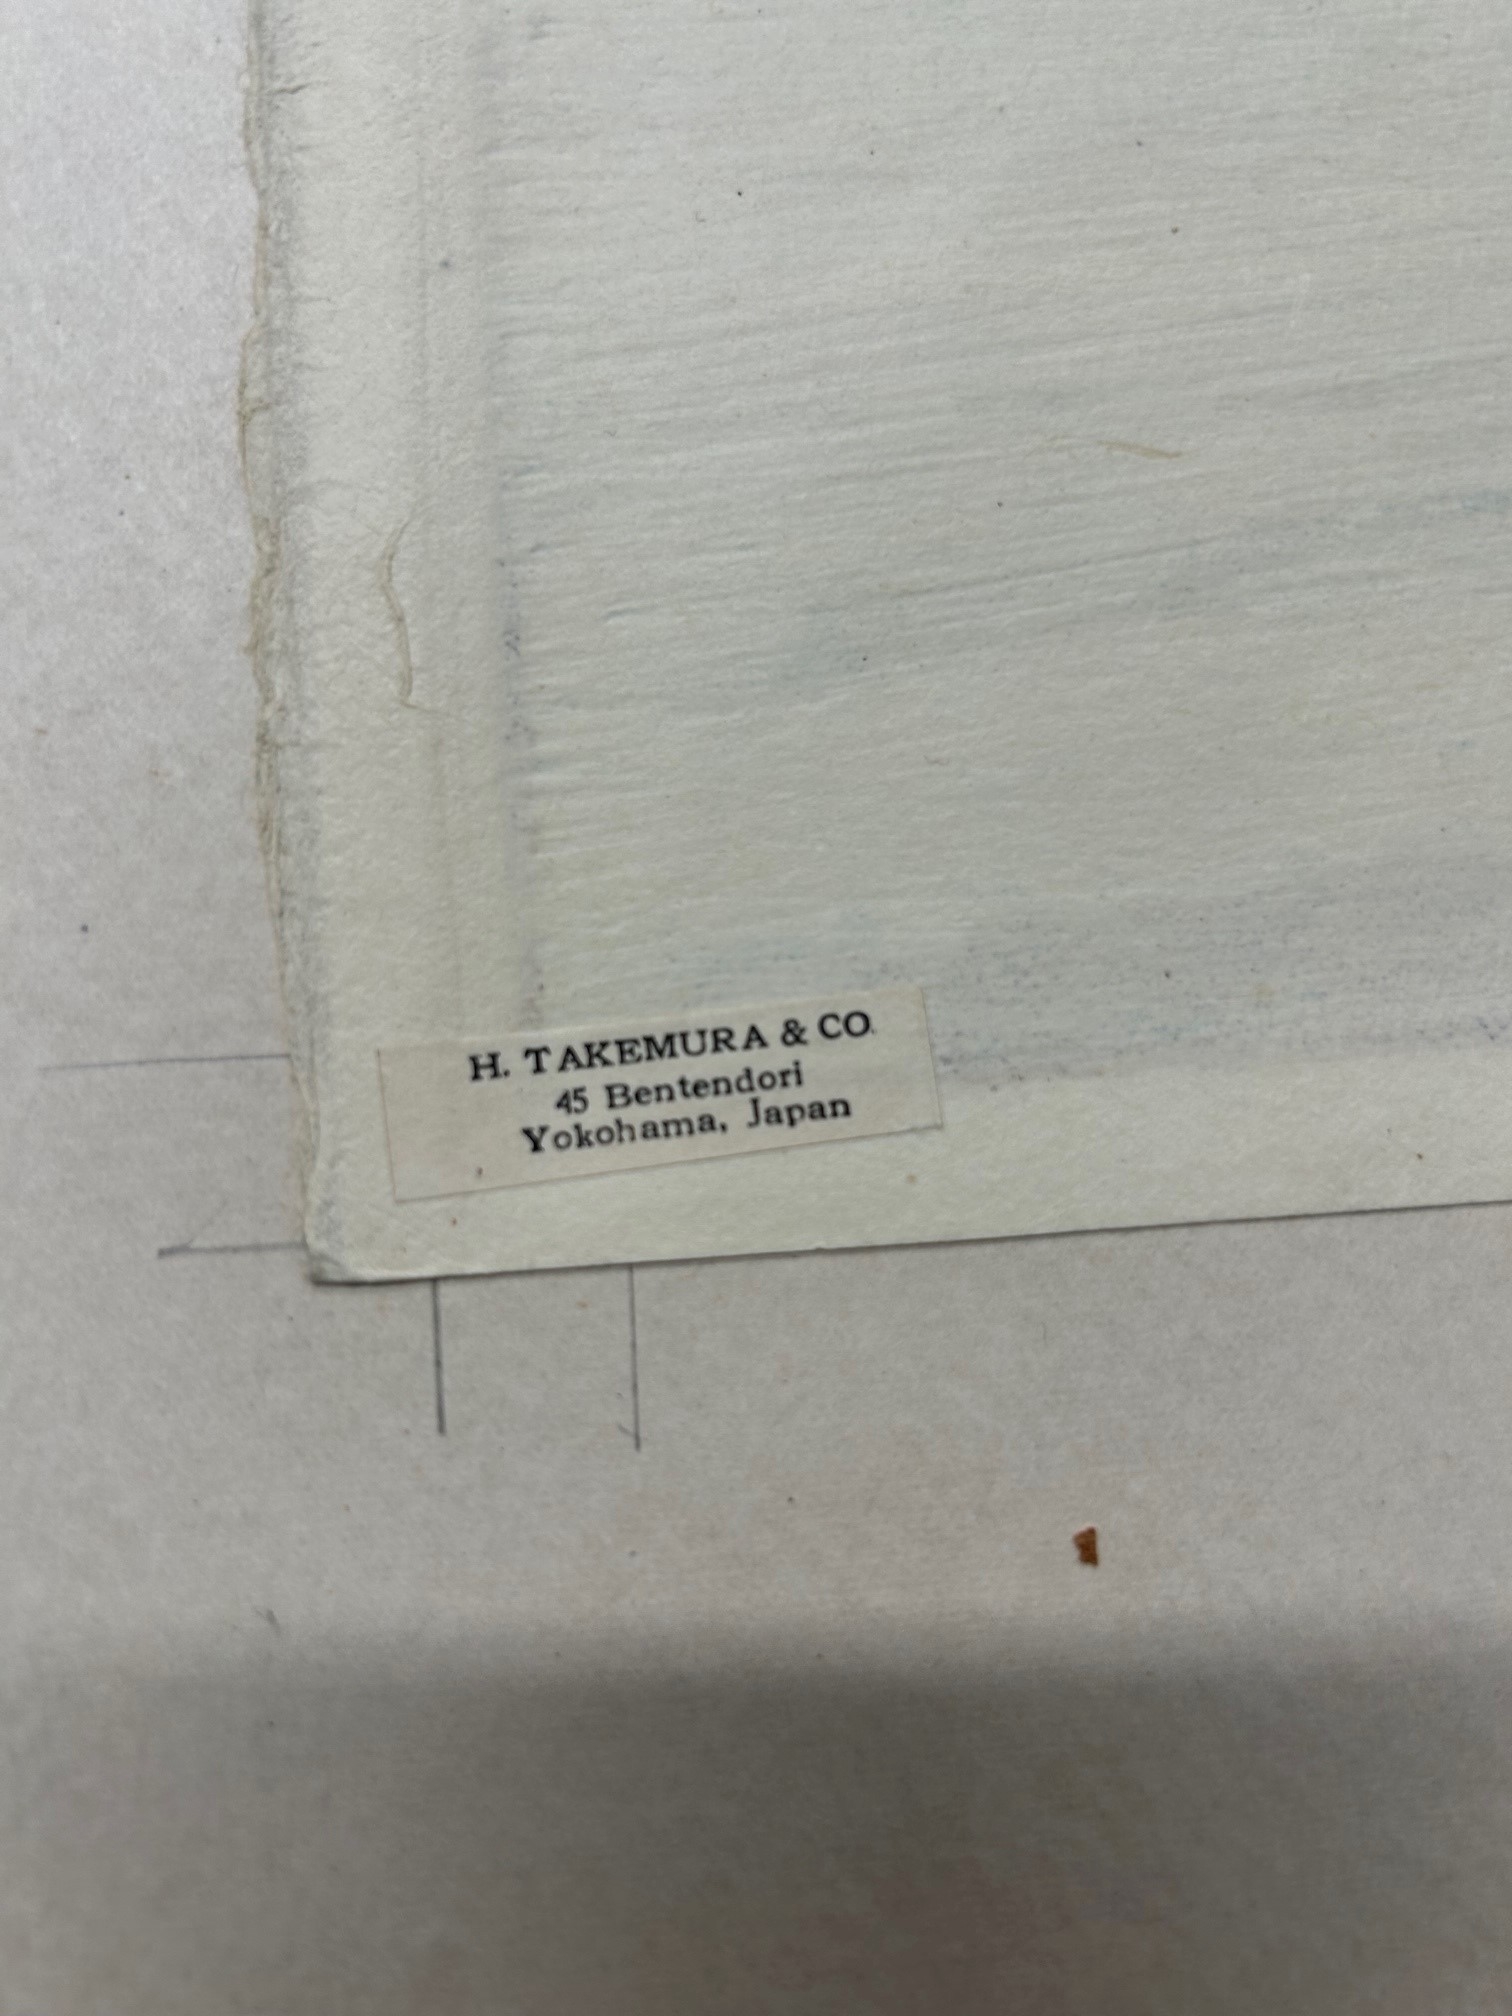 H. TAKEMURA & CO.
45 Bentendori
Yokohama, Japan